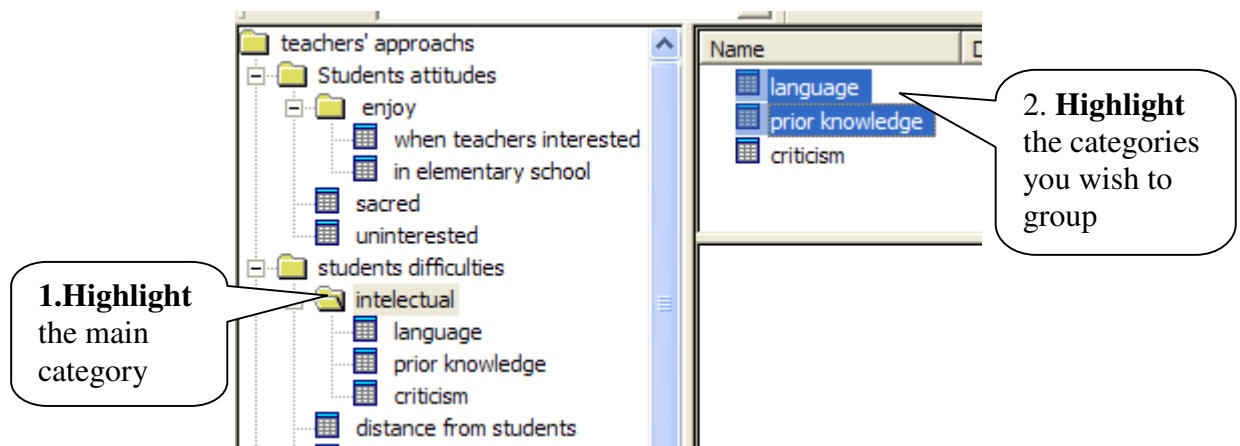 teachers' approachs
Students attitudes
enjoy
when teachers interested
in elementary school
sacred
uninterested
students difficulties
intelectual
language
prior knowledge
criticism
distance from students
Name
language
prior knowledge
criticism
1.Highlight
the main
category
2. Highlight
the categories
you wish to
group